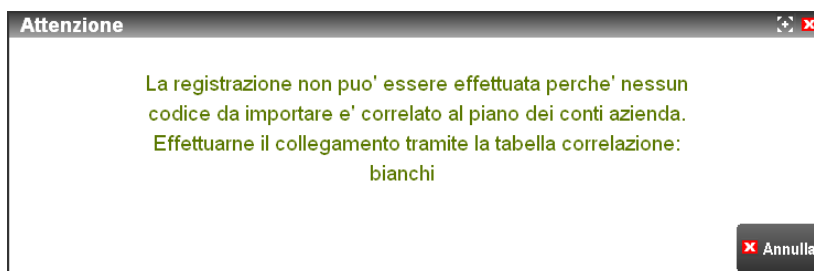 Attenzione
La registrazione non puo' essere effettuata perche' nessun
codice da importare e' correlato al piano dei conti azienda.
Effettuarne il collegamento tramite la tabella correlazione:
bianchi
Annulla